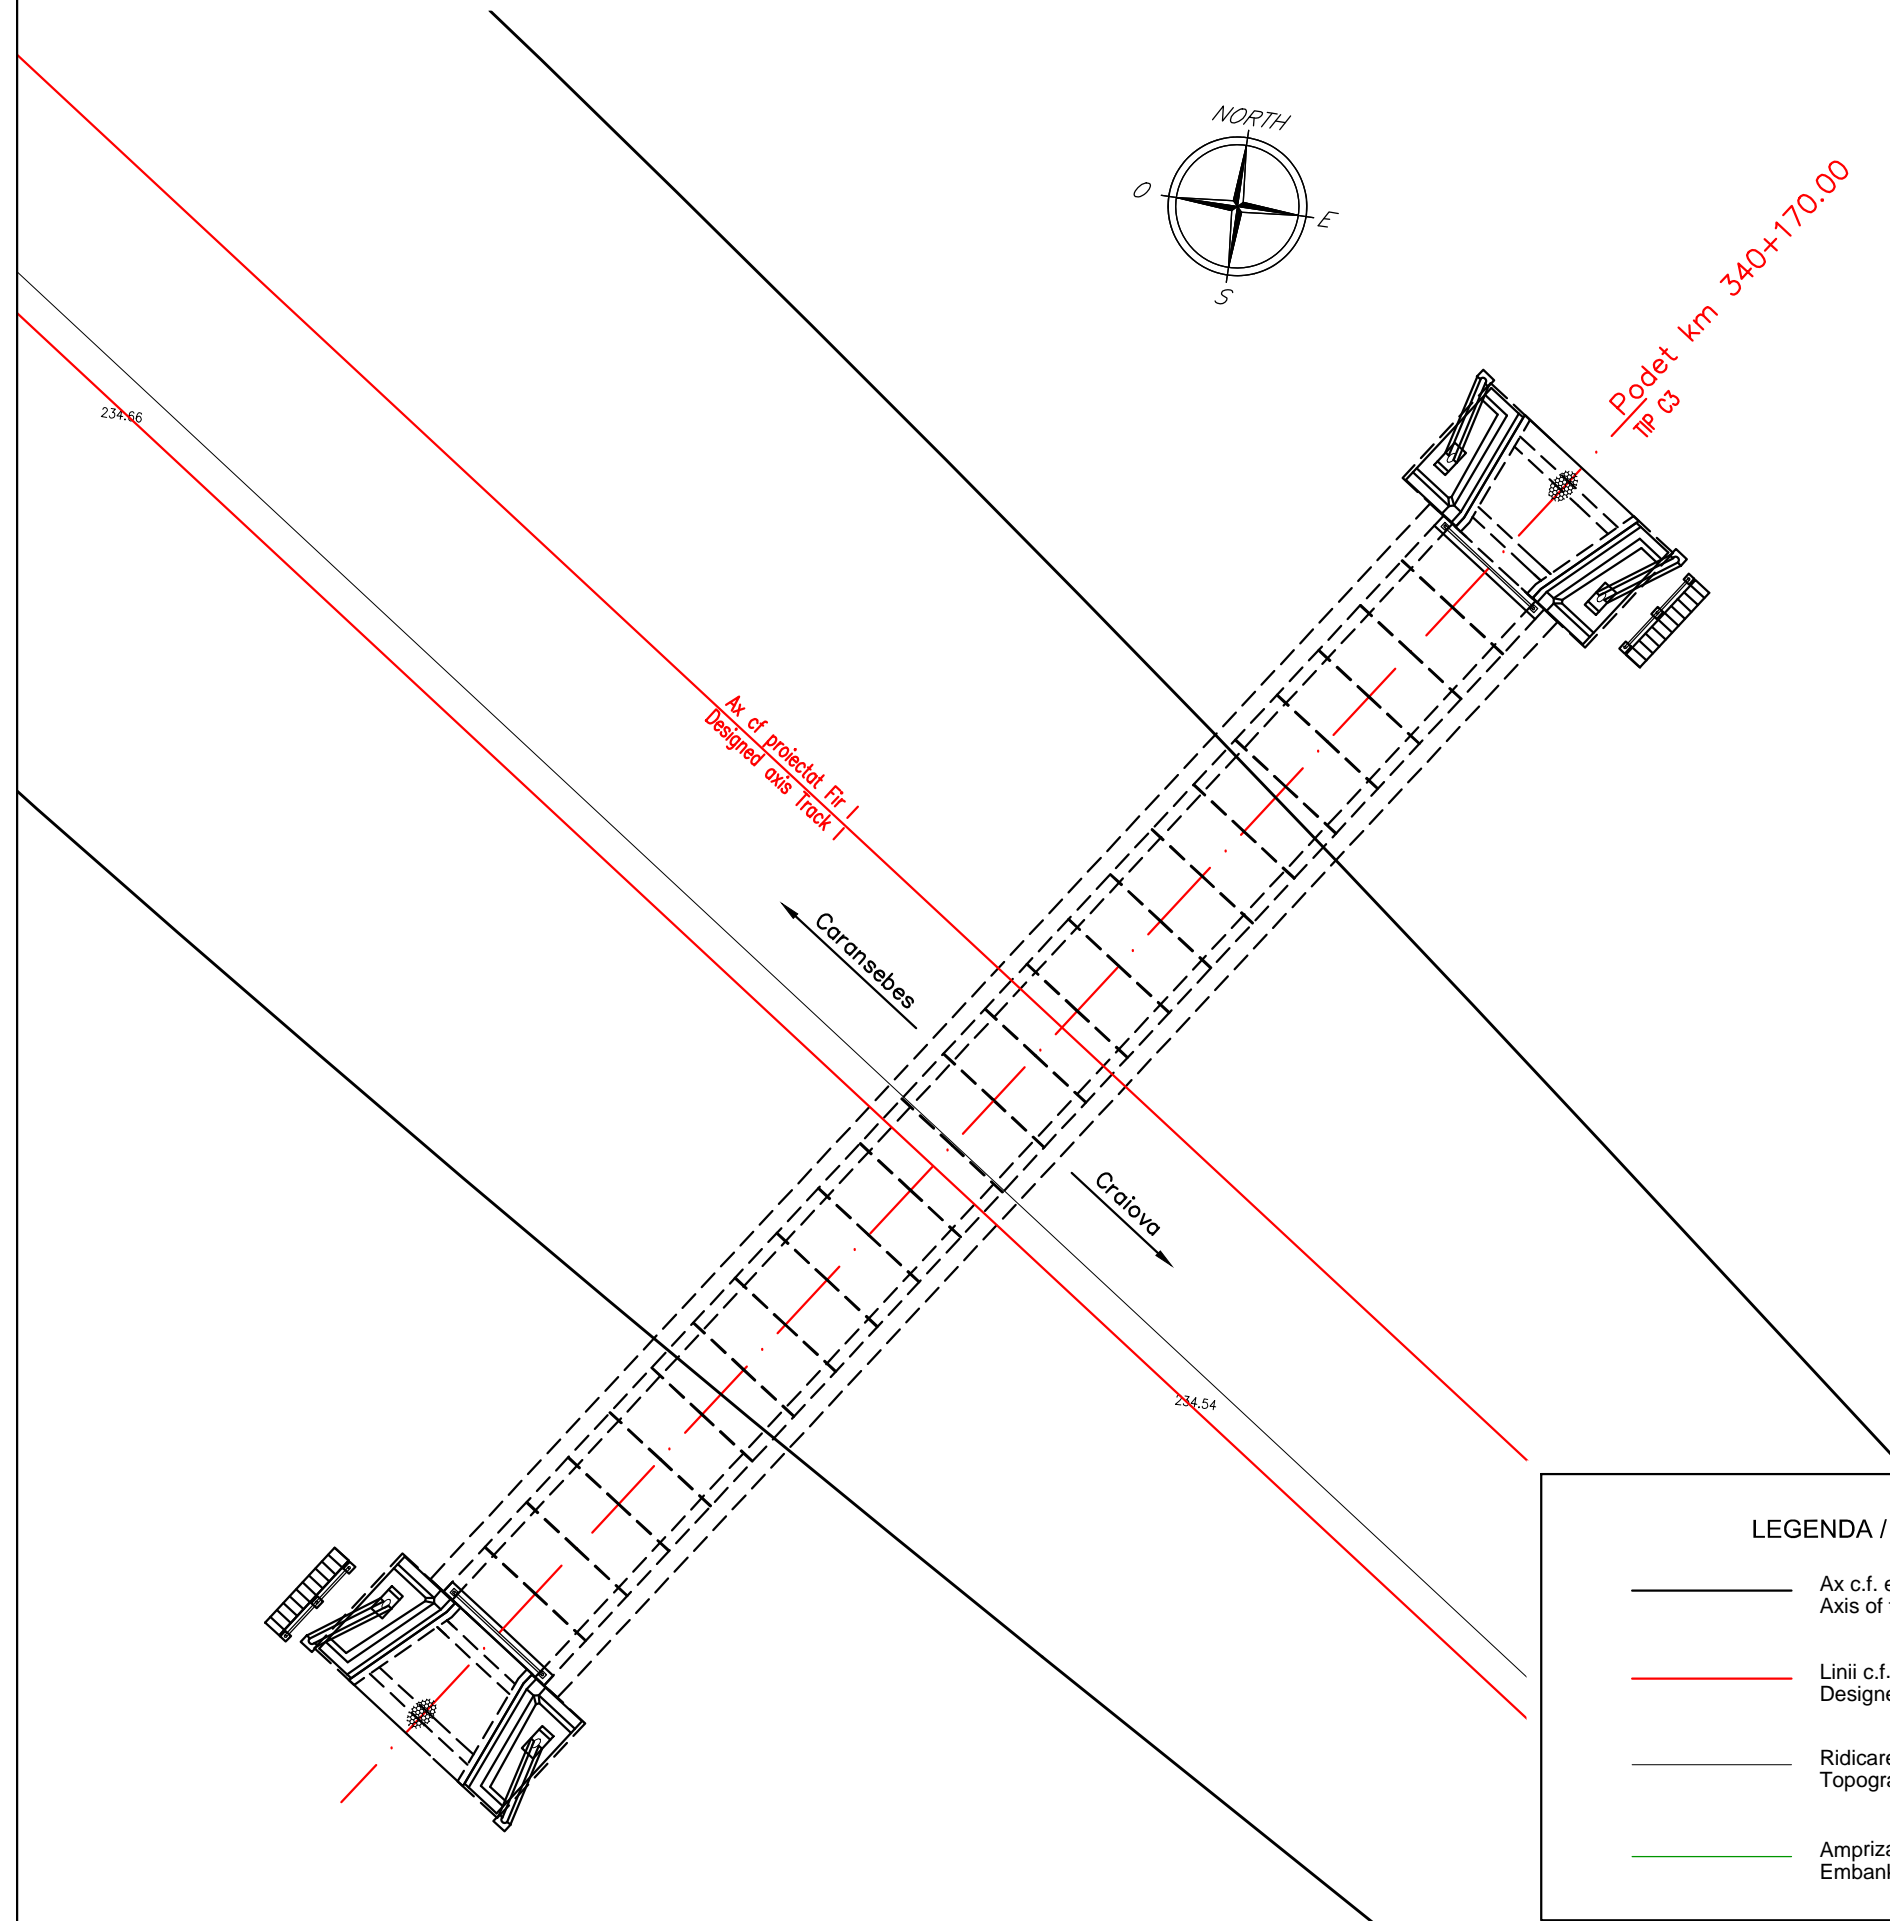 NORTH
O
E
S
Podet km 340+170.00
TIP C3
234.66
Ax cf proiectat Fir I
Designed axis Track I
Caransebes
Craiova
234.54
LEGENDA /
Ax c.f. e
Axis of
Linii c.f.
Designe
Ridicare
Topogra
Ampriza
Embank